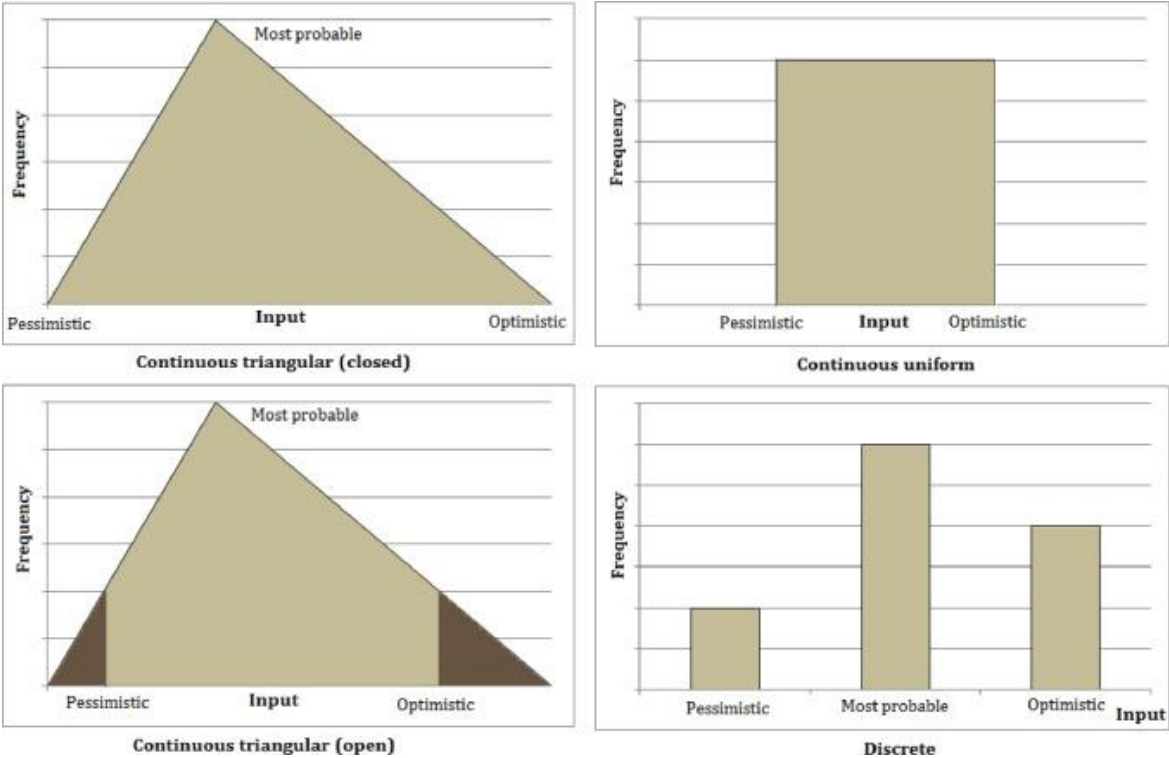 Most probable
Frequency
Pessimistic
Input
Optimistic
Continuous triangular (closed)
Frequency
Pessimistic
Input
Optimistic
Continuous uniform
Most probable
Frequency
Pessimistic
Input
Optimistic
Continuous triangular (open)
Frequency
Pessimistic
Most probable
Optimistic
Input
Discrete